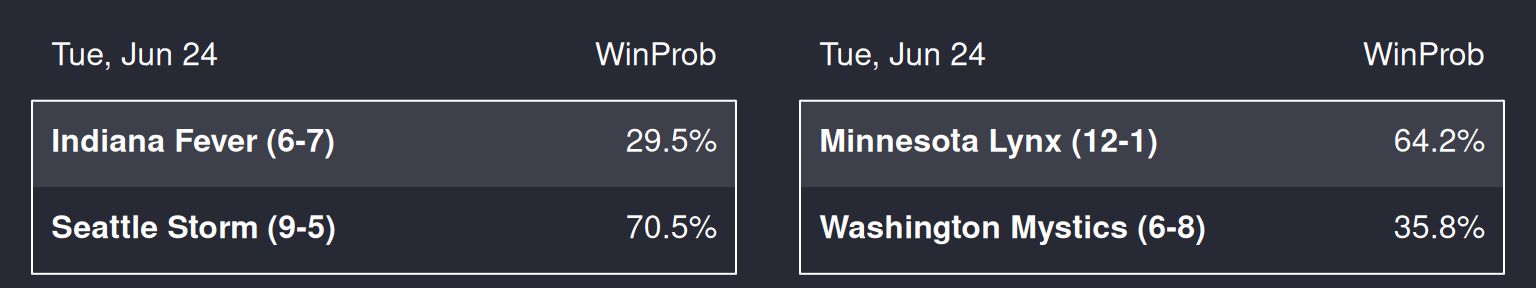 Tue, Jun 24 WinProb
Indiana Fever (6-7) 29.5%
Seattle Storm (9-5) 70.5%
Tue, Jun 24 WinProb
Minnesota Lynx (12-1) 64.2%
Washington Mystics (6-8) 35.8%